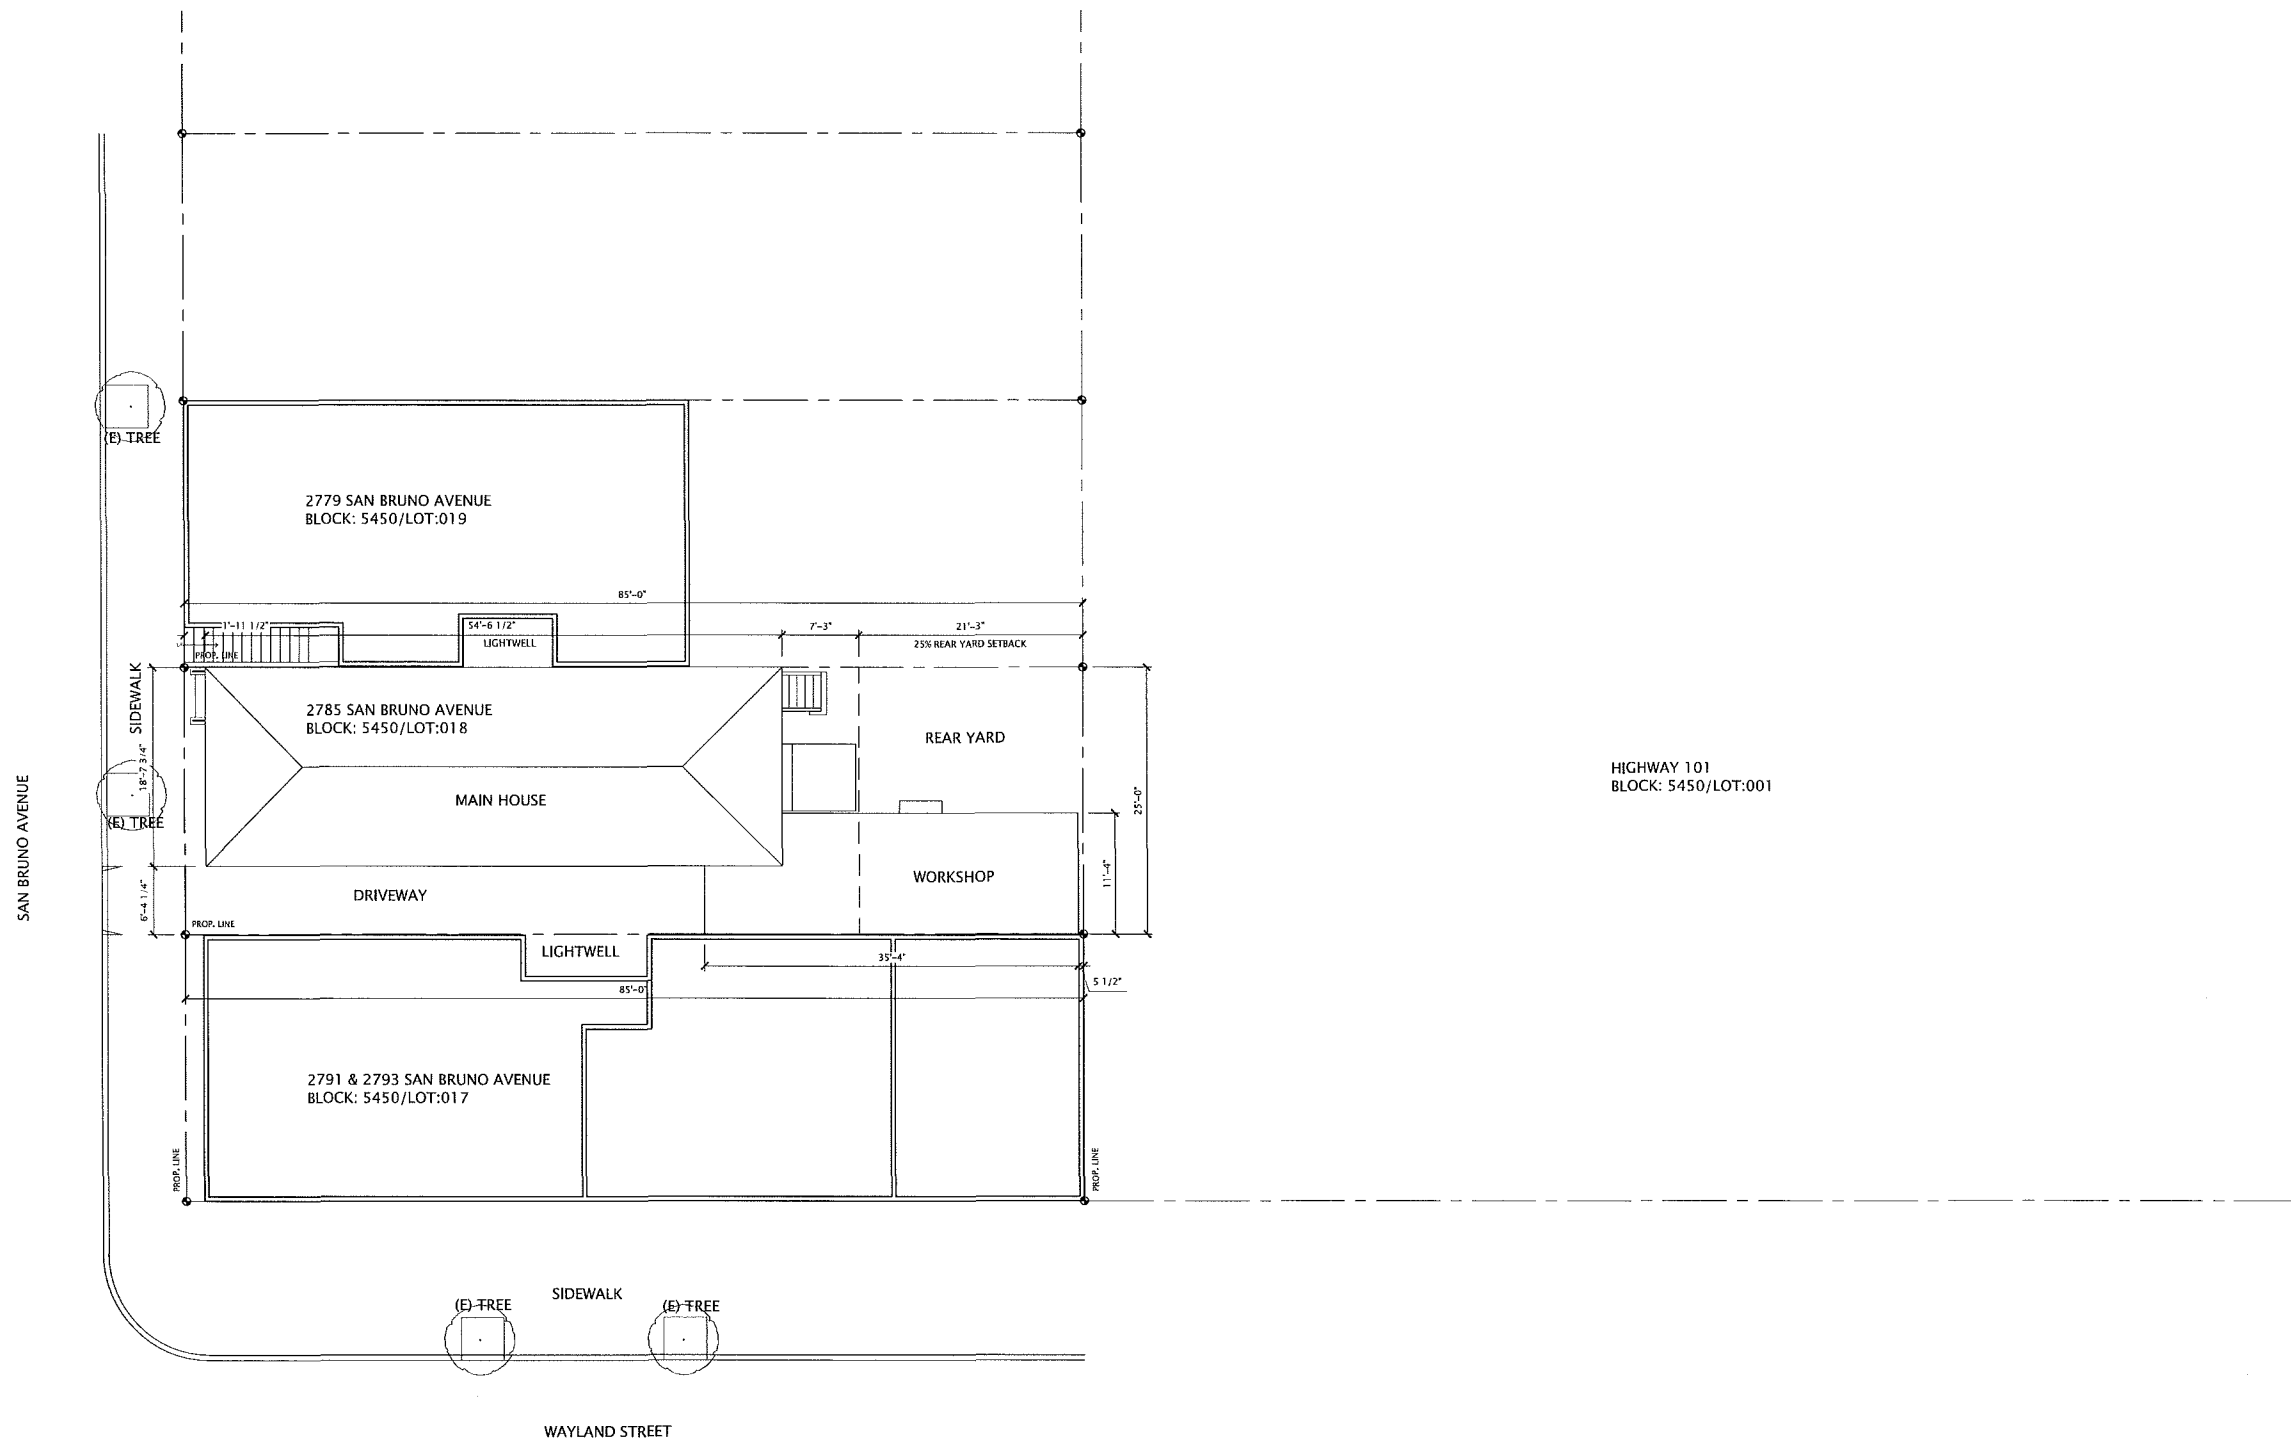 (E) TREE
2779 SAN BRUNO AVENUE
BLOCK: 5450/LOT:019
85'-0"
1'-11 1/2"
54'-6 1/2"
7'-3"
21'-3"
LIGHTWELL
25% REAR YARD SETBACK
PROP. LINE
SIDEWALK
2785 SAN BRUNO AVENUE
BLOCK: 5450/LOT:018
REAR YARD
18'-7 3/4"
MAIN HOUSE
(E) TREE
SAN BRUNO AVENUE
25'-0"
HIGHWAY 101
BLOCK: 5450/LOT:001
11'-4"
WORKSHOP
DRIVEWAY
6'-4 1/4"
PROP. LINE
LIGHTWELL
35'-4"
5 1/2"
85'-0"
2791 & 2793 SAN BRUNO AVENUE
BLOCK: 5450/LOT:017
PROP. LINE
PROP. LINE
SIDEWALK
(E) TREE
(E) TREE
WAYLAND STREET